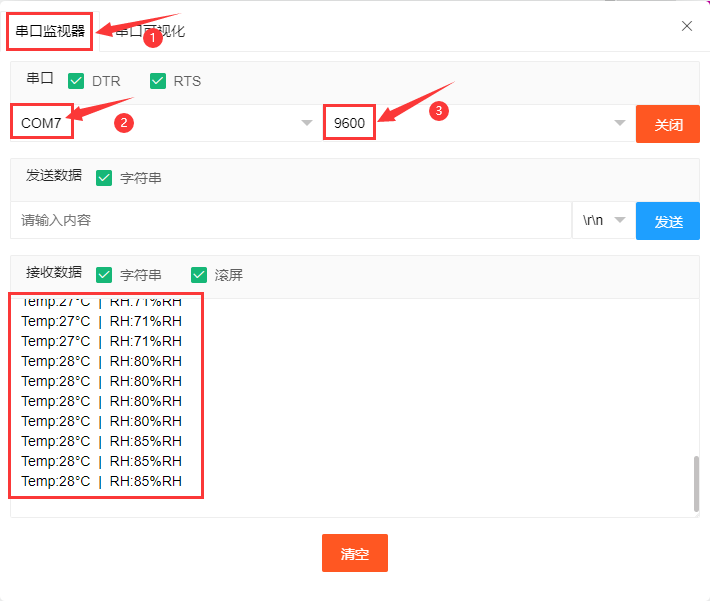 串口监视器 串口可视化
1
串口 DTR RTS
COM7 2 9600 3 关闭
发送数据 字符串
请输入内容 \r\n 发送
接收数据 字符串 滚屏
Temp:27°C | RH:71%RH
Temp:27°C | RH:71%RH
Temp:27°C | RH:71%RH
Temp:28°C | RH:80%RH
Temp:28°C | RH:80%RH
Temp:28°C | RH:80%RH
Temp:28°C | RH:80%RH
Temp:28°C | RH:85%RH
Temp:28°C | RH:85%RH
Temp:28°C | RH:85%RH
清空